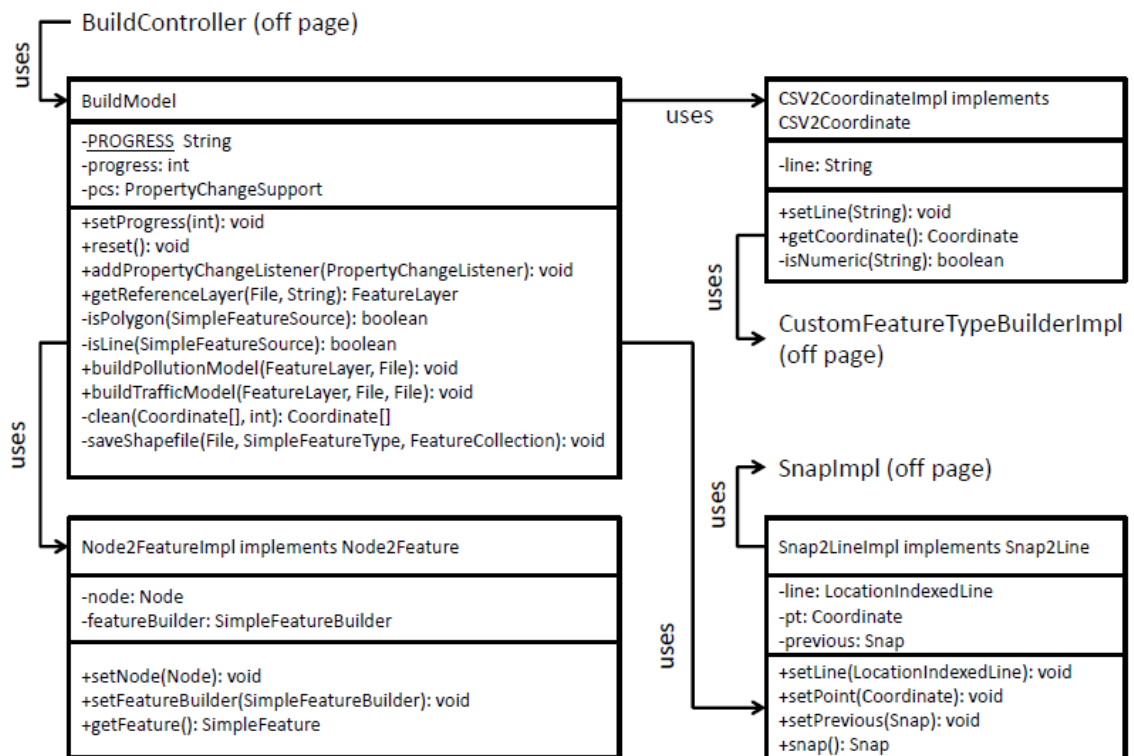 BuildController (off page)
uses
BuildModel
-PROGRESS String
-progress: int
-pcs: PropertyChangeSupport
+setProgress(int): void
+reset(): void
+addPropertyChangeListener(PropertyChangeListener): void
+getReferenceLayer(File, String): FeatureLayer
-isPolygon(SimpleFeatureSource): boolean
-isLine(SimpleFeatureSource): boolean
+buildPollutionModel(FeatureLayer, File): void
+buildTrafficModel(FeatureLayer, File, File): void
-clean(Coordinate[], int): Coordinate[]
-saveShapefile(File, SimpleFeatureType, FeatureCollection): void
uses
CSV2CoordinateImpl implements
CSV2Coordinate
-line: String
+setLine(String): void
+getCoordinate(): Coordinate
-isNumeric(String): boolean
uses
CustomFeatureTypeBuilderImpl
(off page)
uses
Node2FeatureImpl implements Node2Feature
-node: Node
-featureBuilder: SimpleFeatureBuilder
+setNode(Node): void
+setFeatureBuilder(SimpleFeatureBuilder): void
+getFeature(): SimpleFeature
uses
SnapImpl (off page)
uses
Snap2LineImpl implements Snap2Line
-line: LocationIndexedLine
-pt: Coordinate
-previous: Snap
+setLine(LocationIndexedLine): void
+setPoint(Coordinate): void
+setPrevious(Snap): void
+snap(): Snap